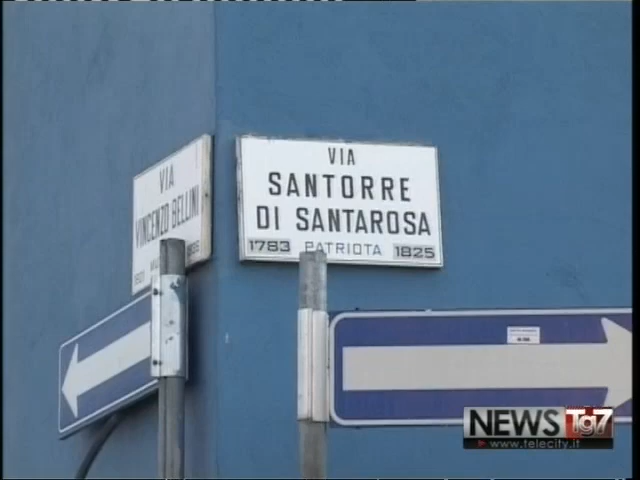 VIA
VINCENZO BELLINI
VIA
SANTORRE
DI SANTAROSA
1783 PATRIOTA 1825
NEWS Tg7
www.telecity.it